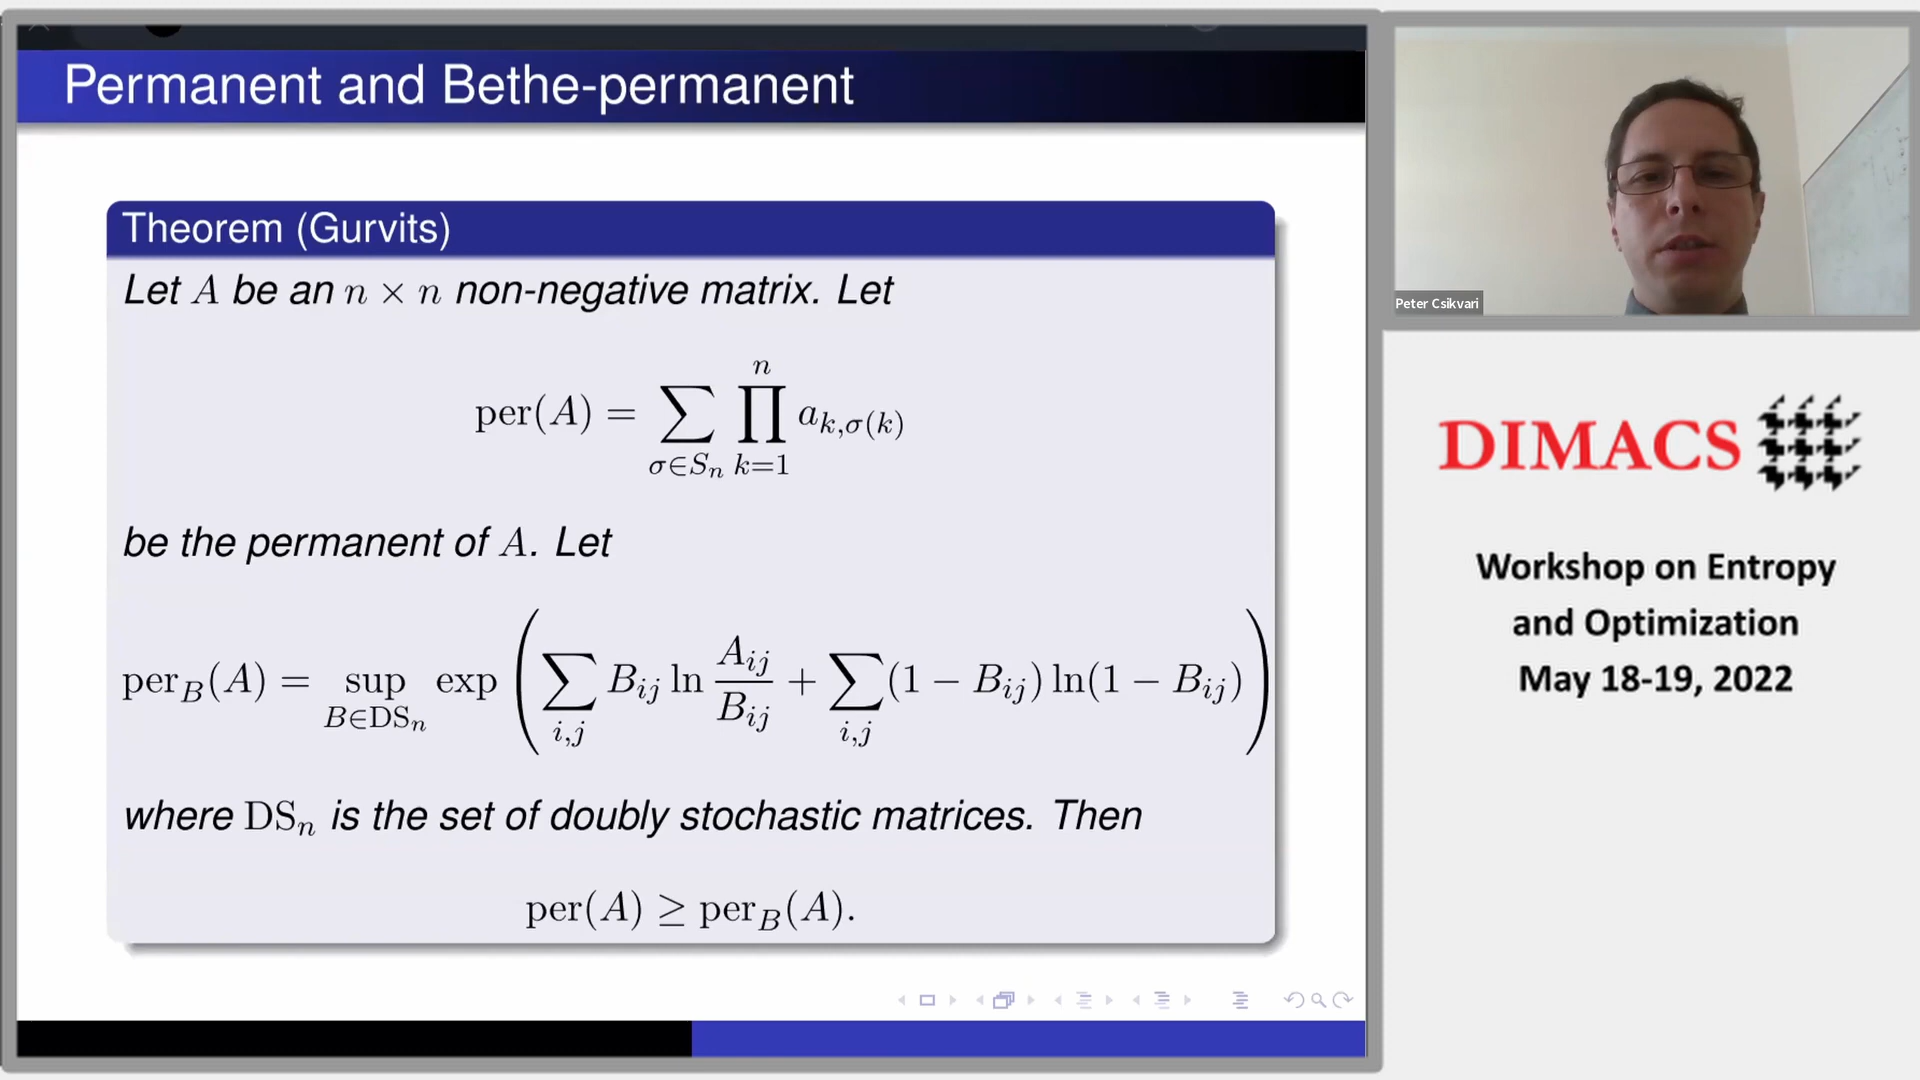 Permanent and Bethe-permanent
Theorem (Gurvits)
Let A be an n × n non-negative matrix. Let
per(A) = ∑_{σ∈S_n} ∏_{k=1}^{n} a_{k,σ(k)}
be the permanent of A. Let
per_B(A) = sup_{B∈DS_n} exp ( ∑_{i,j} B_{ij} ln A_{ij}/B_{ij} + ∑_{i,j} (1 − B_{ij}) ln(1 − B_{ij}) )
where DS_n is the set of doubly stochastic matrices. Then
per(A) ≥ per_B(A).
Peter Csikvari
DIMACS
Workshop on Entropy
and Optimization
May 18-19, 2022